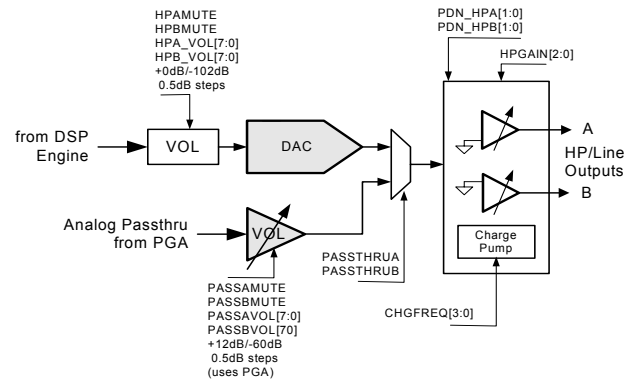 HPAMUTE
HPBMUTE
HPA_VOL[7:0]
HPB_VOL[7:0]
+0dB/-102dB
0.5dB steps
PDN_HPA[1:0]
PDN_HPB[1:0]
HPGAIN[2:0]
from DSP
Engine
VOL
DAC
A
HP/Line
Outputs
B
Analog Passthru
from PGA
VOL
Charge
Pump
PASSTHRUA
PASSTHRUB
PASSAMUTE
PASSBMUTE
PASSAVOL[7:0]
PASSBVOL[70]
+12dB/-60dB
0.5dB steps
(uses PGA)
CHGFREQ[3:0]